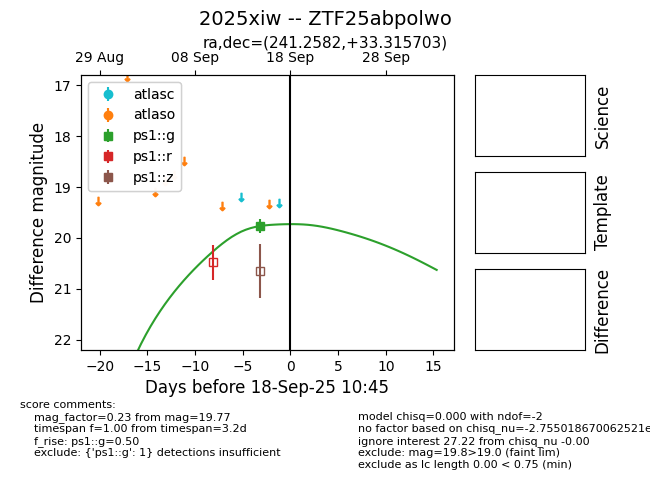 2025xiw -- ZTF25abpolwo
ra,dec=(241.2582,+33.315703)
29 Aug 08 Sep 18 Sep 28 Sep
17
18
19
20
21
22
Difference magnitude
atlasc
atlaso
ps1::g
ps1::r
ps1::z
−20 −15 −10 −5 0 5 10 15
Days before 18-Sep-25 10:45
Science
Template
Difference
score comments:
mag_factor=0.23 from mag=19.77
timespan f=1.00 from timespan=3.2d
f_rise: ps1::g=0.50
exclude: {'ps1::g': 1} detections insufficient
model chisq=0.000 with ndof=-2
no factor based on chisq_nu=-2.755018670062521e
ignore interest 27.22 from chisq_nu -0.00
exclude: mag=19.8>19.0 (faint lim)
exclude as lc length 0.00 < 0.75 (min)